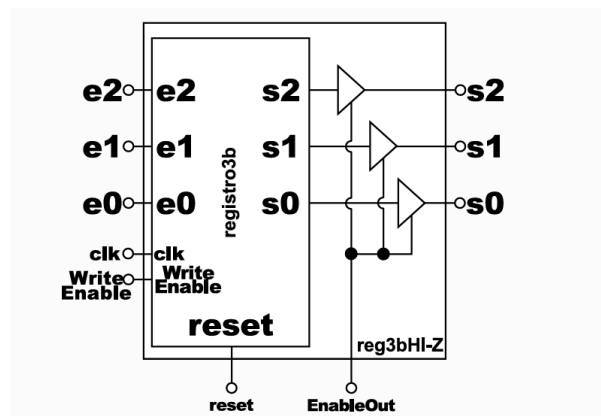 e2 e2 s2 s2
e1 e1 s1 s1
registro3b
e0 e0 s0 s0
clk clk
Write Enable Write Enable
reset
reg3bHI-Z
reset EnableOut